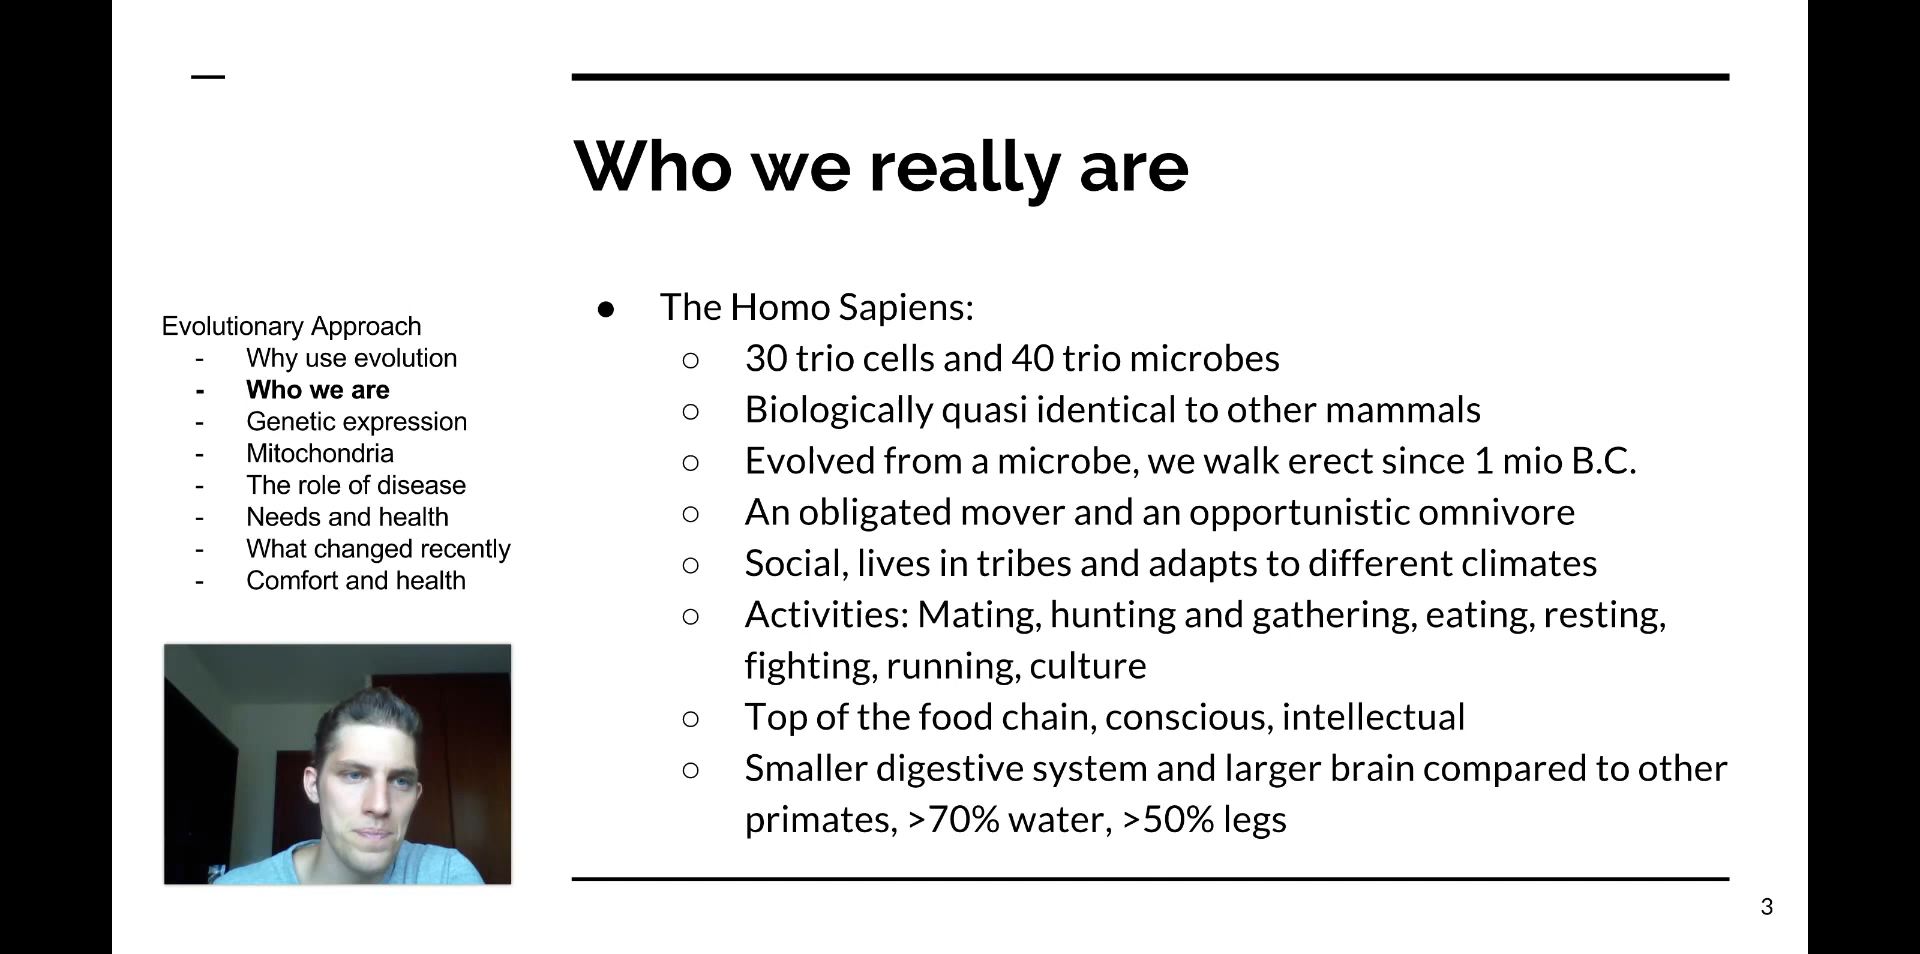 Who we really are
Evolutionary Approach
- Why use evolution
- Who we are
- Genetic expression
- Mitochondria
- The role of disease
- Needs and health
- What changed recently
- Comfort and health
● The Homo Sapiens:
○ 30 trio cells and 40 trio microbes
○ Biologically quasi identical to other mammals
○ Evolved from a microbe, we walk erect since 1 mio B.C.
○ An obligated mover and an opportunistic omnivore
○ Social, lives in tribes and adapts to different climates
○ Activities: Mating, hunting and gathering, eating, resting,
fighting, running, culture
○ Top of the food chain, conscious, intellectual
○ Smaller digestive system and larger brain compared to other
primates, >70% water, >50% legs
3